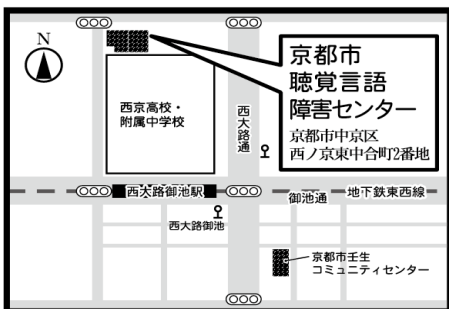 N
京都市
聴覚言語
障害センター
京都市中京区
西ノ京東中合町2番地
西京高校・
附属中学校
西大路通
西大路御池駅
御池通
地下鉄東西線
西大路御池
京都市壬生
コミュニティセンター